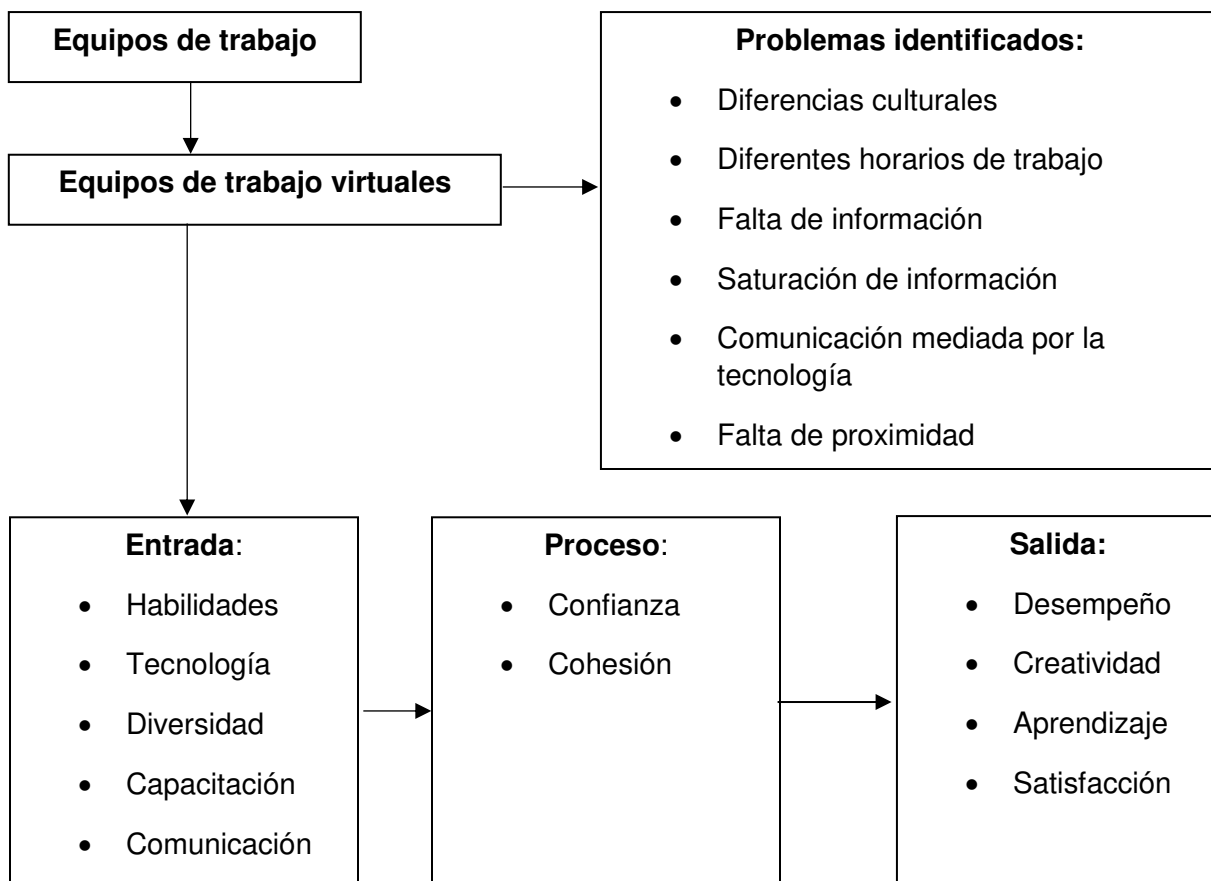 Equipos de trabajo
Equipos de trabajo virtuales
Problemas identificados:
• Diferencias culturales
• Diferentes horarios de trabajo
• Falta de información
• Saturación de información
• Comunicación mediada por la
tecnología
• Falta de proximidad
Entrada:
• Habilidades
• Tecnología
• Diversidad
• Capacitación
• Comunicación
Proceso:
• Confianza
• Cohesión
Salida:
• Desempeño
• Creatividad
• Aprendizaje
• Satisfacción